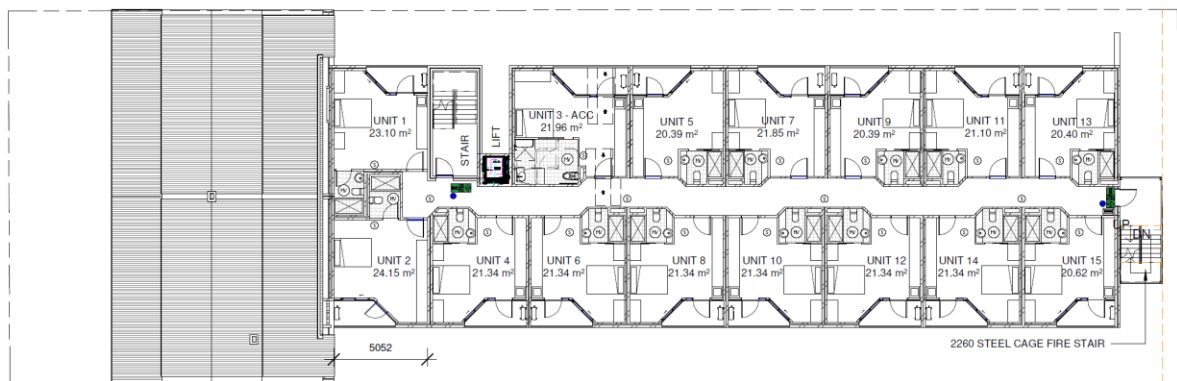 UNIT 1
23.10 m²
STAIR
LIFT
UNIT 3 - ACC
21.96 m²
UNIT 5
20.39 m²
UNIT 7
21.85 m²
UNIT 9
20.39 m²
UNIT 11
21.10 m²
UNIT 13
20.40 m²
UNIT 2
24.15 m²
UNIT 4
21.34 m²
UNIT 6
21.34 m²
UNIT 8
21.34 m²
UNIT 10
21.34 m²
UNIT 12
21.34 m²
UNIT 14
21.34 m²
UNIT 15
20.62 m²
DN
5052
2260 STEEL CAGE FIRE STAIR